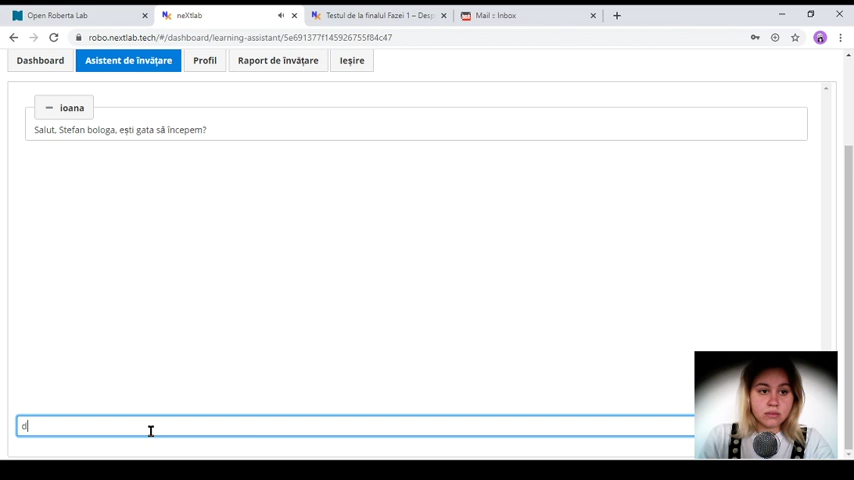 Open Roberta Lab
neXtlab
Testul de la finalul Fazei 1 – Desp
Mail :: Inbox
robo.nextlab.tech/#/dashboard/learning-assistant/5e691377f145926755f84c47
Dashboard
Asistent de învățare
Profil
Raport de învățare
Ieșire
ioana
Salut, Stefan bologa, ești gata să începem?
d